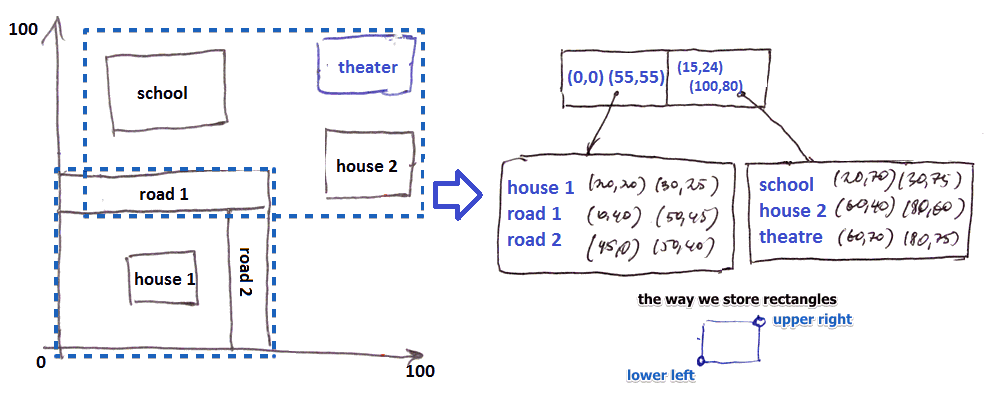 100
school
theater
house 2
road 1
house 1
road 2
0
100
(0,0) (55,55)
(15,24)
(100,80)
house 1 (20,20) (30,25)
road 1 (0,40) (50,45)
road 2 (45,0) (50,40)
school (20,70) (30,75)
house 2 (60,40) (80,60)
theatre (60,70) (80,75)
the way we store rectangles
upper right
lower left